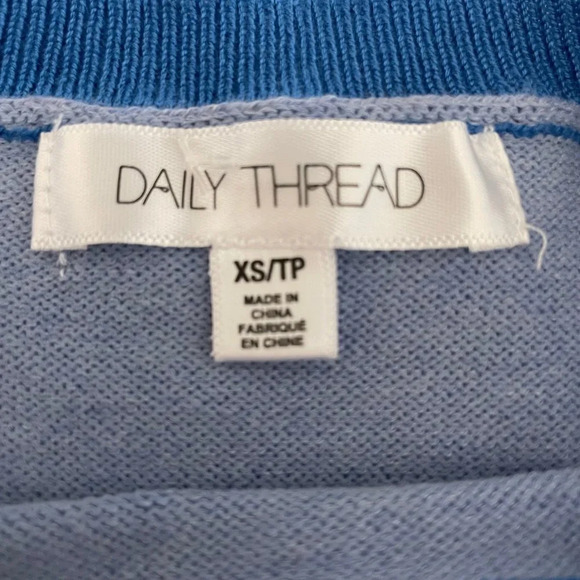 DAILY THREAD
XS/TP
MADE IN
CHINA
FABRIQUÉ
EN CHINE